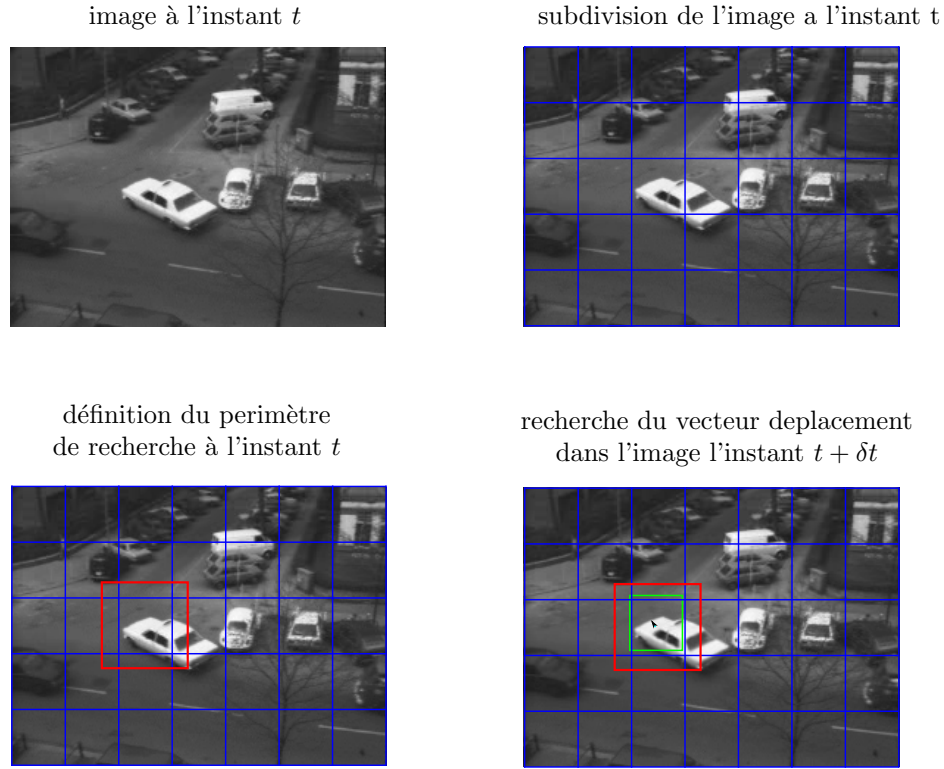 image à l'instant t
subdivision de l'image a l'instant t
définition du perimètre
de recherche à l'instant t
recherche du vecteur deplacement
dans l'image l'instant t + δt